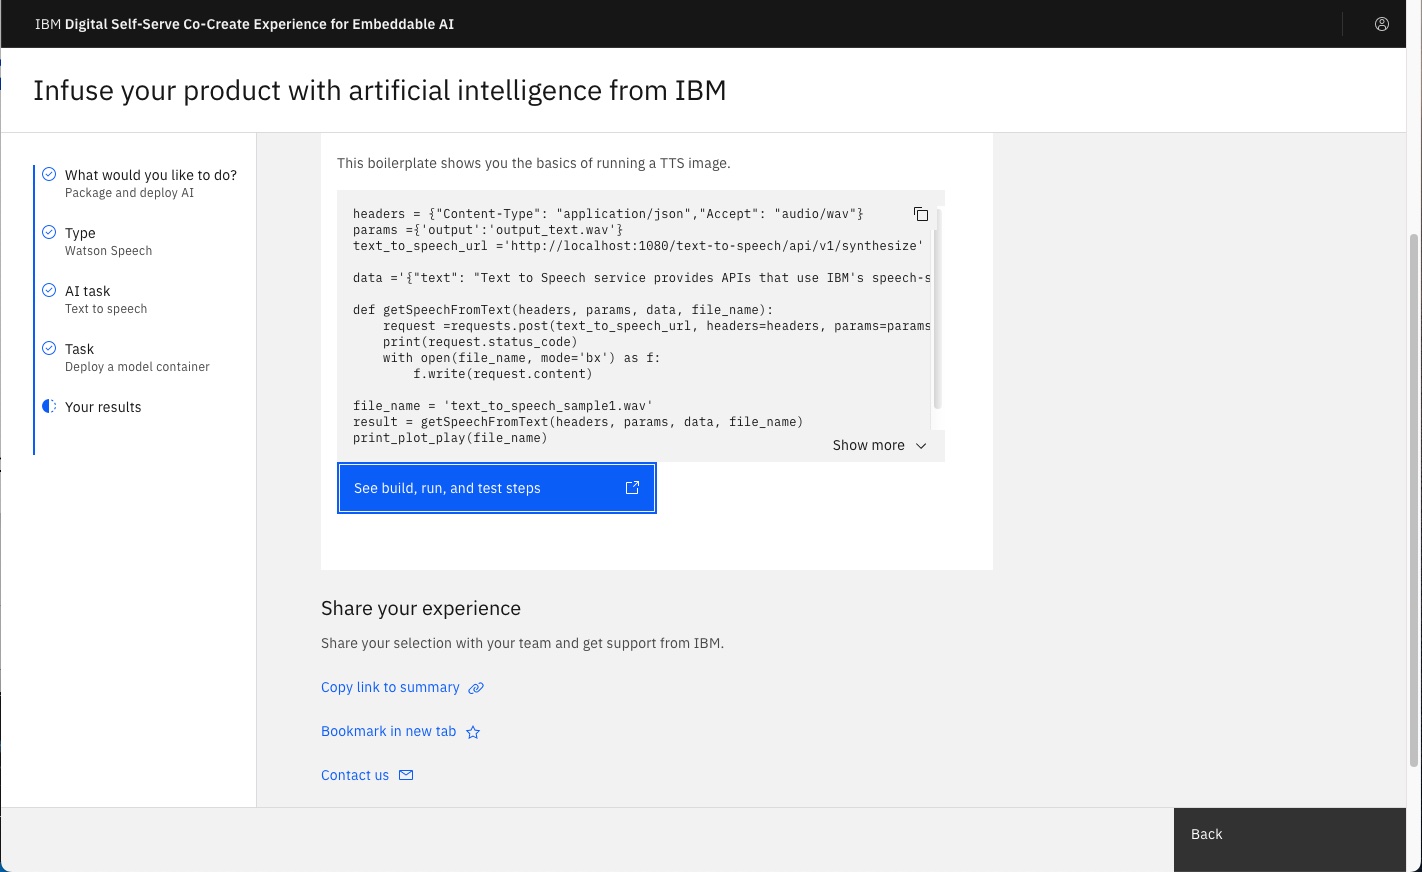 IBM Digital Self-Serve Co-Create Experience for Embeddable AI
Infuse your product with artificial intelligence from IBM
What would you like to do?
Package and deploy AI
Type
Watson Speech
AI task
Text to speech
Task
Deploy a model container
Your results
This boilerplate shows you the basics of running a TTS image.
headers = {"Content-Type": "application/json","Accept": "audio/wav"}
params ={'output':'output_text.wav'}
text_to_speech_url ='http://localhost:1080/text-to-speech/api/v1/synthesize'
data ='{"text": "Text to Speech service provides APIs that use IBM's speech-s
def getSpeechFromText(headers, params, data, file_name):
    request =requests.post(text_to_speech_url, headers=headers, params=params
    print(request.status_code)
    with open(file_name, mode='bx') as f:
        f.write(request.content)
file_name = 'text_to_speech_sample1.wav'
result = getSpeechFromText(headers, params, data, file_name)
print_plot_play(file_name)
Show more
See build, run, and test steps
Share your experience
Share your selection with your team and get support from IBM.
Copy link to summary
Bookmark in new tab
Contact us
Back